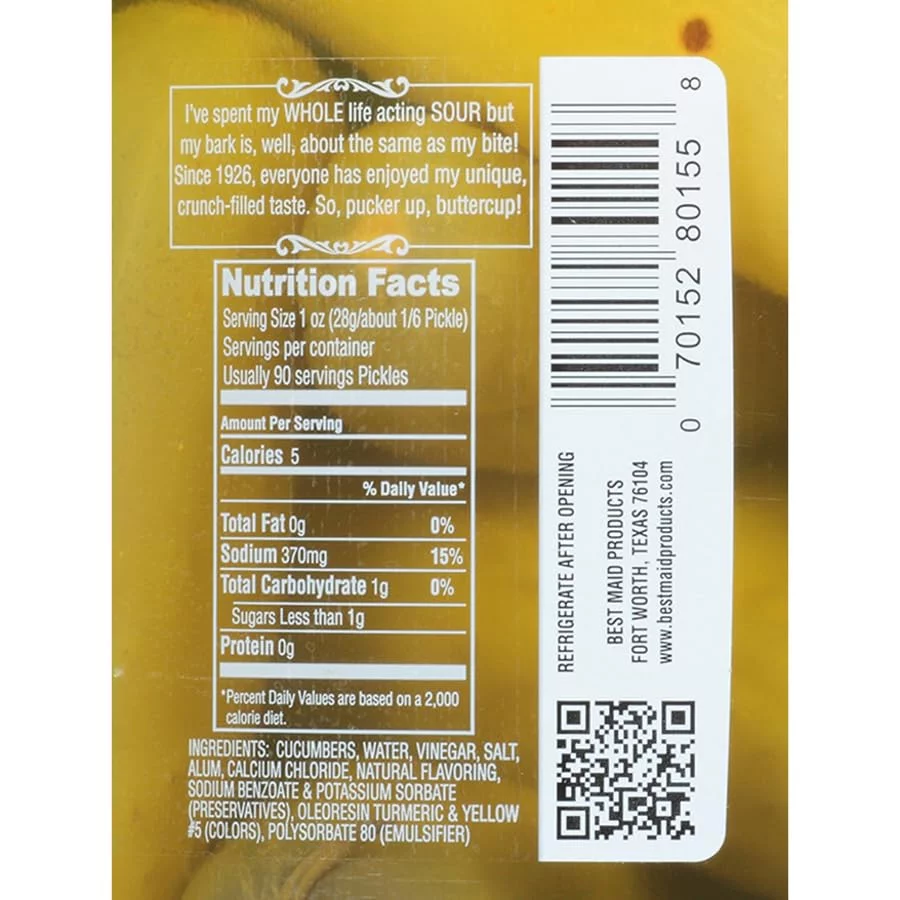 I've spent my WHOLE life acting SOUR but
my bark is, well, about the same as my bite!
Since 1926, everyone has enjoyed my unique,
crunch-filled taste. So, pucker up, buttercup!
Nutrition Facts
Serving Size 1 oz (28g/about 1/6 Pickle)
Servings per container
Usually 90 servings Pickles
Amount Per Serving
Calories 5
% Daily Value*
Total Fat 0g 0%
Sodium 370mg 15%
Total Carbohydrate 1g 0%
Sugars Less than 1g
Protein 0g
*Percent Daily Values are based on a 2,000
calorie diet.
INGREDIENTS: CUCUMBERS, WATER, VINEGAR, SALT,
ALUM, CALCIUM CHLORIDE, NATURAL FLAVORING,
SODIUM BENZOATE & POTASSIUM SORBATE
(PRESERVATIVES), OLEORESIN TURMERIC & YELLOW
#5 (COLORS), POLYSORBATE 80 (EMULSIFIER)
0 70152 80155 8
REFRIGERATE AFTER OPENING
BEST MAID PRODUCTS
FORT WORTH, TEXAS 76104
www.bestmaidproducts.com